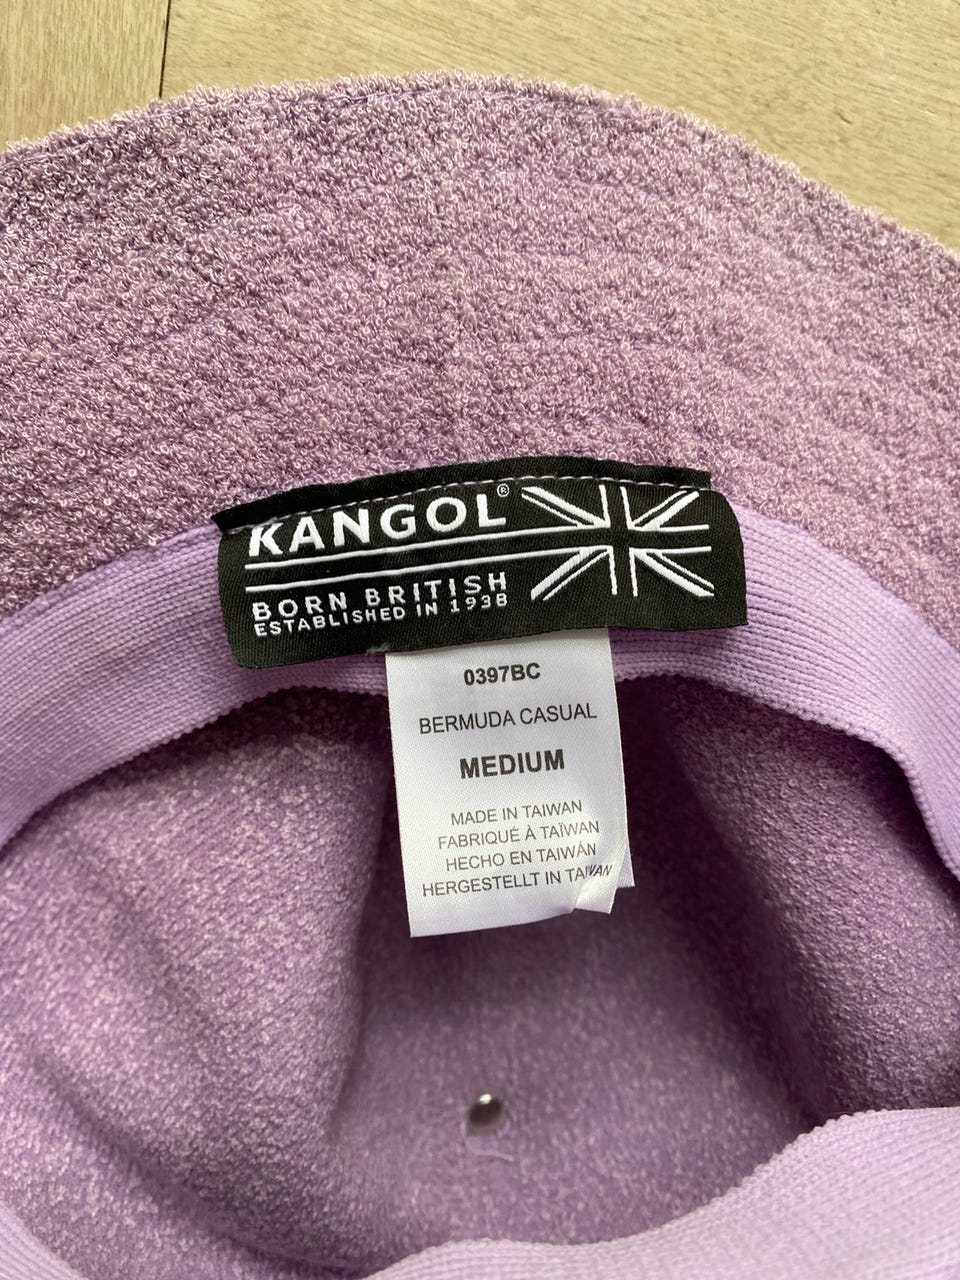 KANGOL®
BORN BRITISH
ESTABLISHED IN 1938
0397BC
BERMUDA CASUAL
MEDIUM
MADE IN TAIWAN
FABRIQUÉ À TAÏWAN
HECHO EN TAIWÁN
HERGESTELLT IN TAIWAN